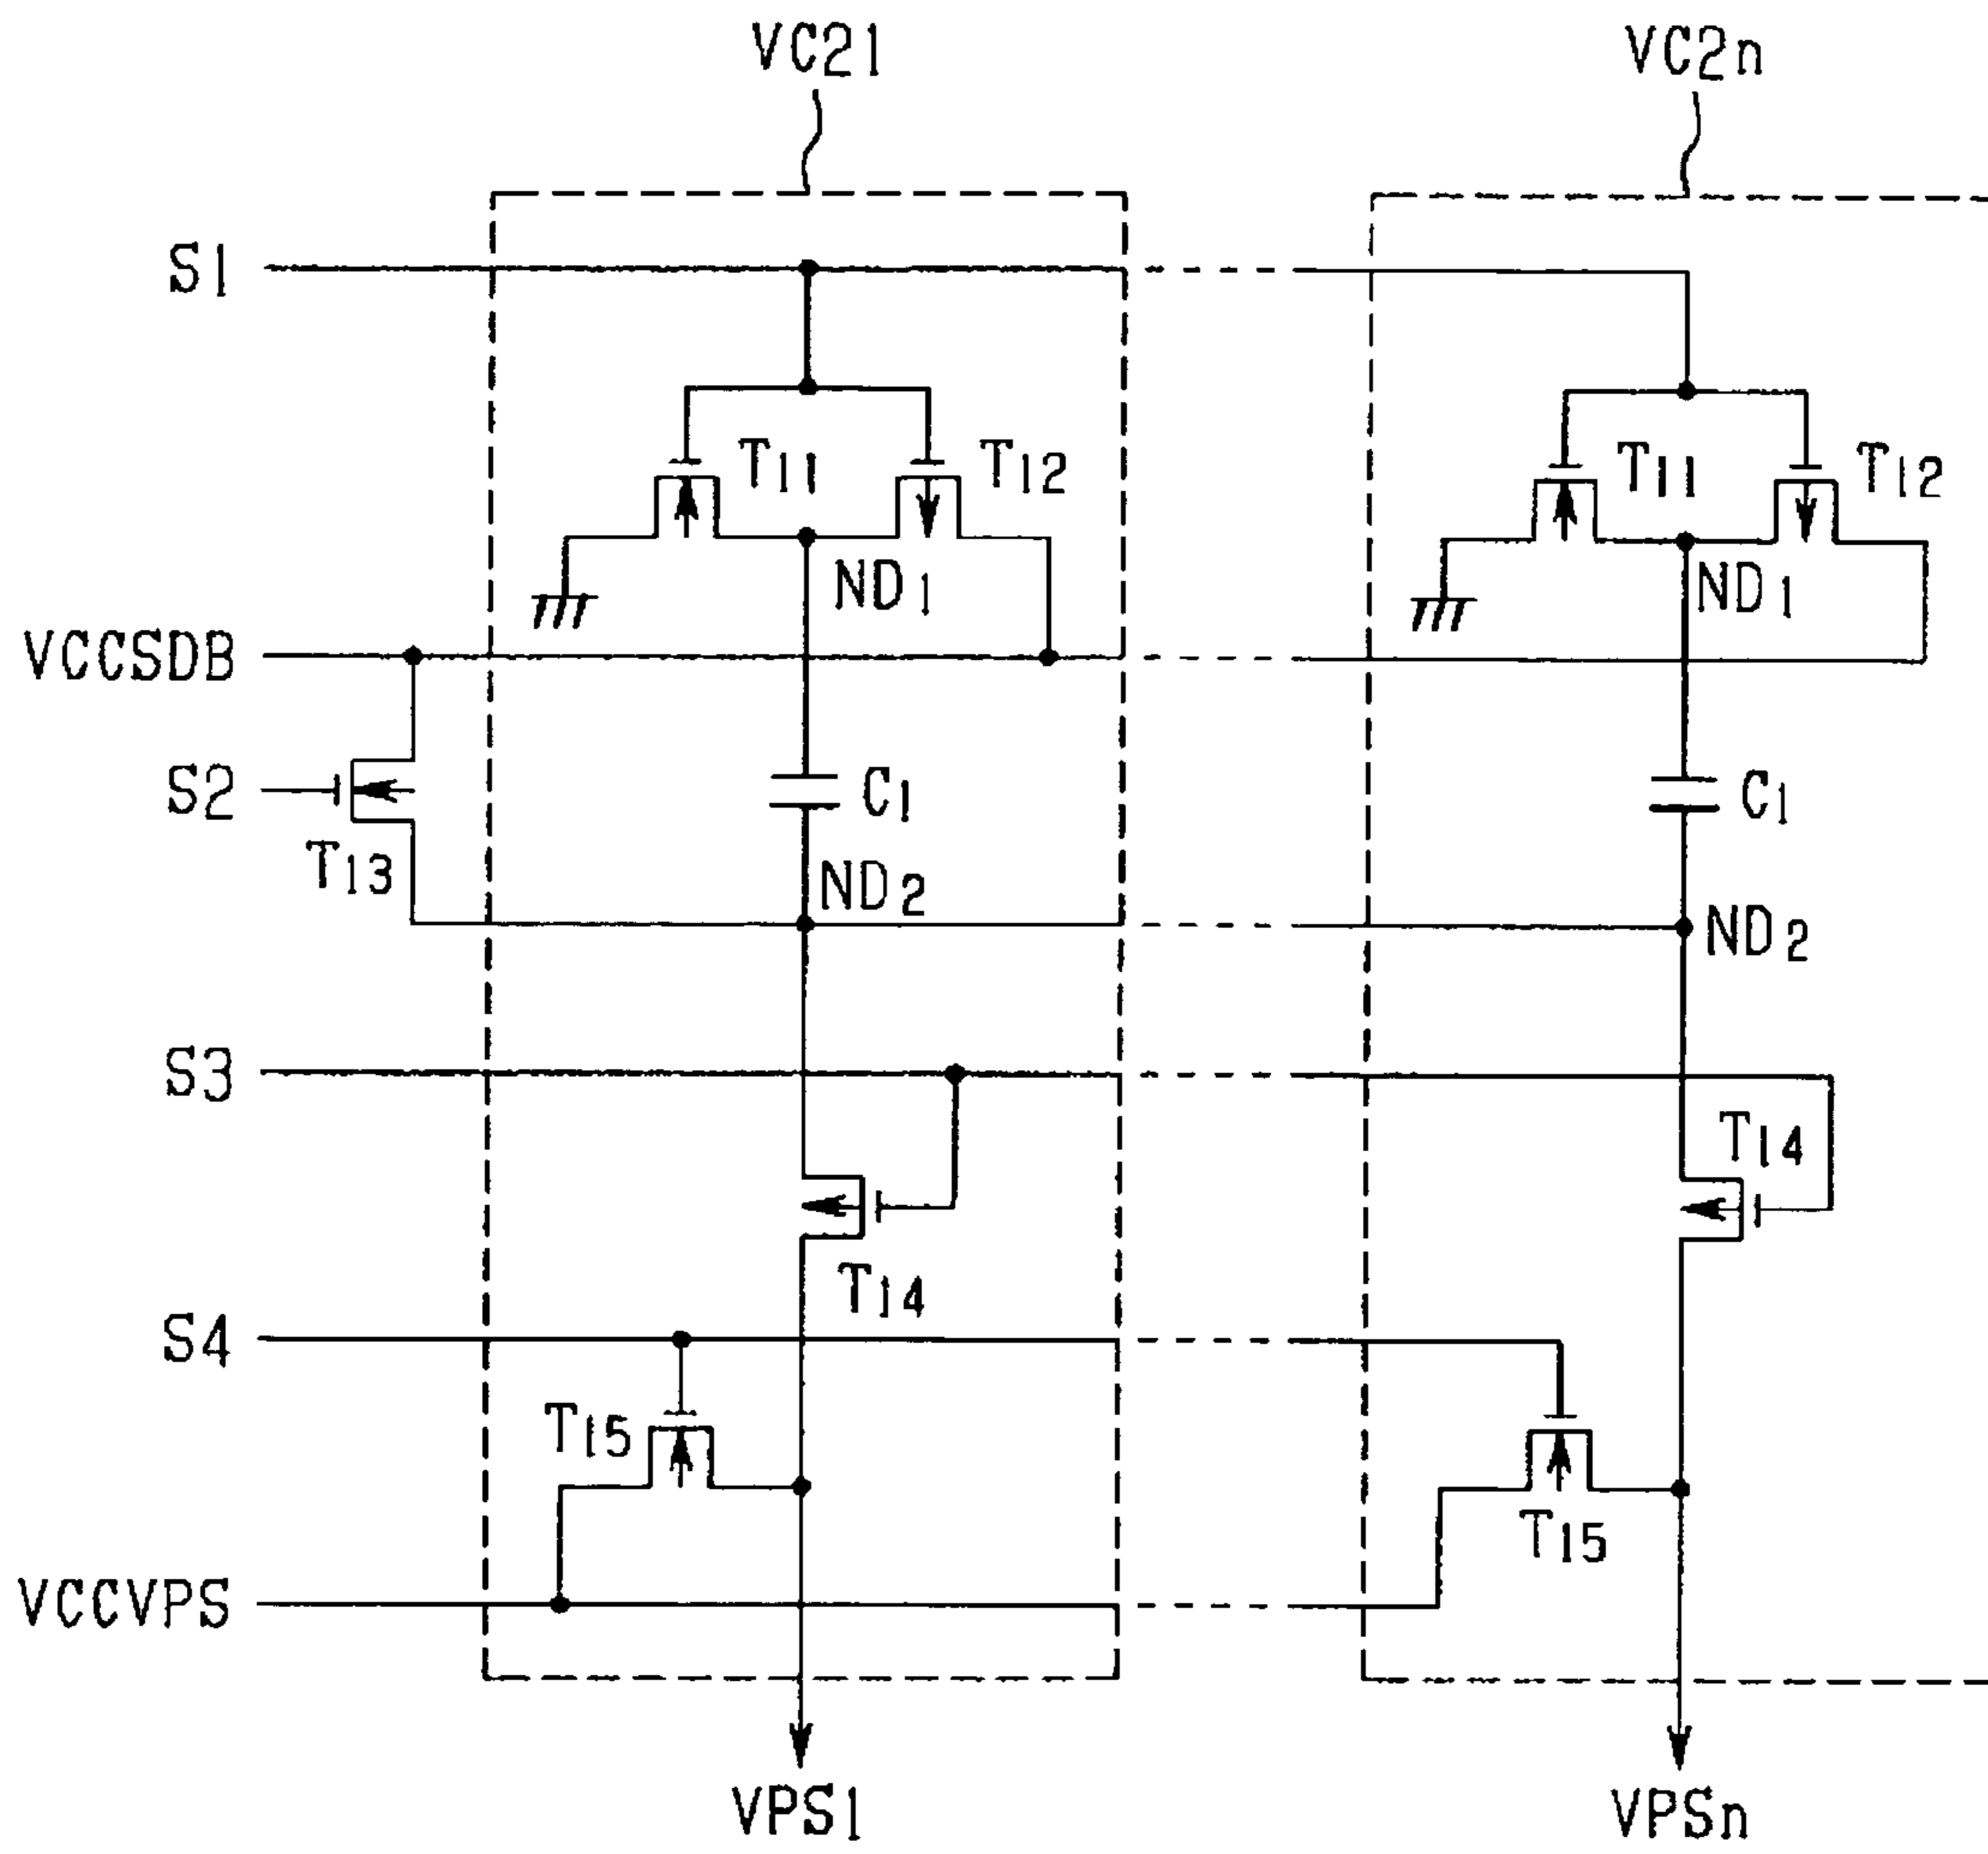 VC21
VC2n
S1
T11
T12
T11
T12
ND1
ND1
VCCSDB
S2
C1
C1
T13
ND2
ND2
S3
T14
T14
S4
T15
T15
VCCVPS
VPS1
VPSn